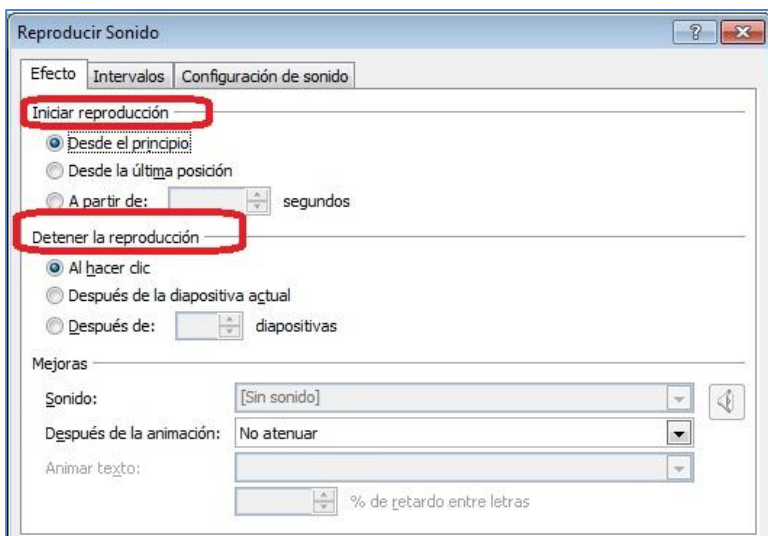 Reproducir Sonido
Efecto Intervalos Configuración de sonido
Iniciar reproducción
Desde el principio
Desde la última posición
A partir de: segundos
Detener la reproducción
Al hacer clic
Después de la diapositiva actual
Después de: diapositivas
Mejoras
Sonido: [Sin sonido]
Después de la animación: No atenuar
Animar texto:
% de retardo entre letras